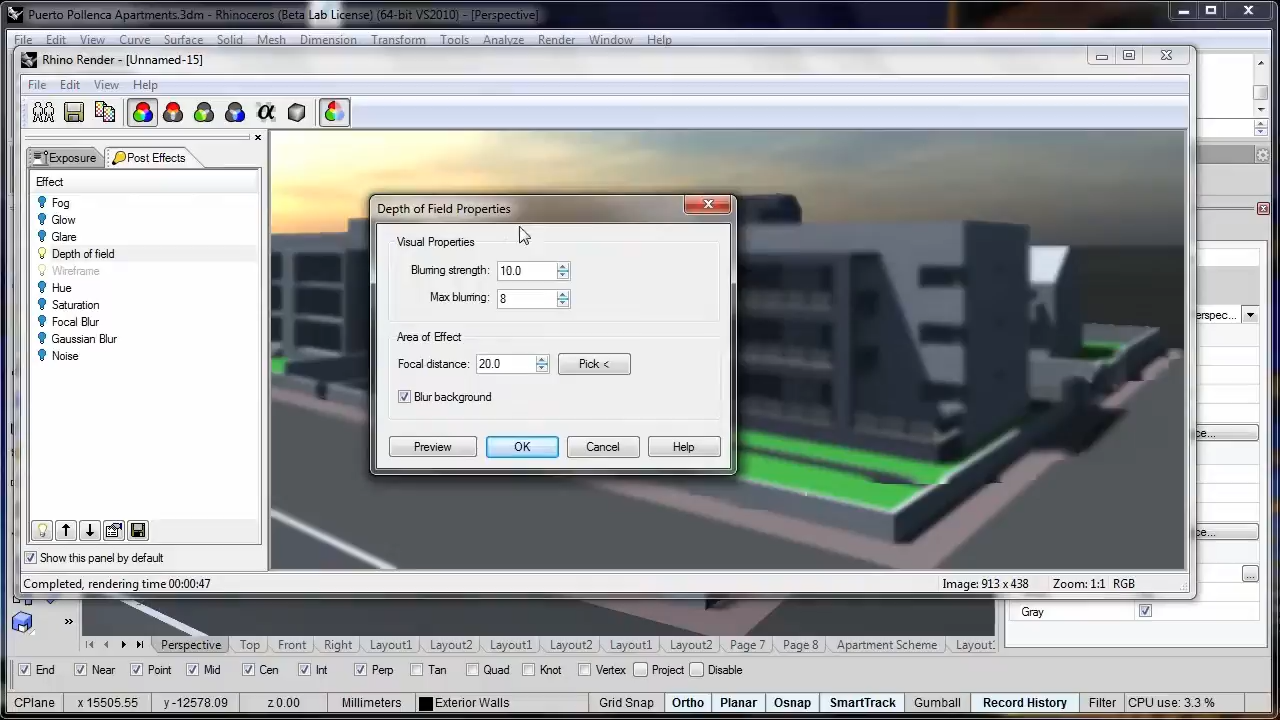 Puerto Pollenca Apartments.3dm - Rhinoceros (Beta Lab License) (64-bit VS2010) - [Perspective]
File Edit View Curve Surface Solid Mesh Dimension Transform Tools Analyze Render Window Help
Rhino Render - [Unnamed-15]
File Edit View Help
Exposure Post Effects
Effect
Fog
Glow
Glare
Depth of field
Wireframe
Hue
Saturation
Focal Blur
Gaussian Blur
Noise
Show this panel by default
Completed, rendering time 00:00:47
Image: 913 x 438 Zoom: 1:1 RGB
Depth of Field Properties
Visual Properties
Blurring strength: 10.0
Max blurring: 8
Area of Effect
Focal distance: 20.0 Pick <
Blur background
Preview OK Cancel Help
erspec...
ce...
ce...
...
Gray
Perspective Top Front Right Layout1 Layout2 Layout1 Layout2 Layout1 Layout2 Page 7 Page 8 Apartment Scheme Layout
End Near Point Mid Cen Int Perp Tan Quad Knot Vertex Project Disable
CPlane x 15505.55 y -12578.09 z 0.00 Millimeters Exterior Walls Grid Snap Ortho Planar Osnap SmartTrack Gumball Record History Filter CPU use: 3.3 %